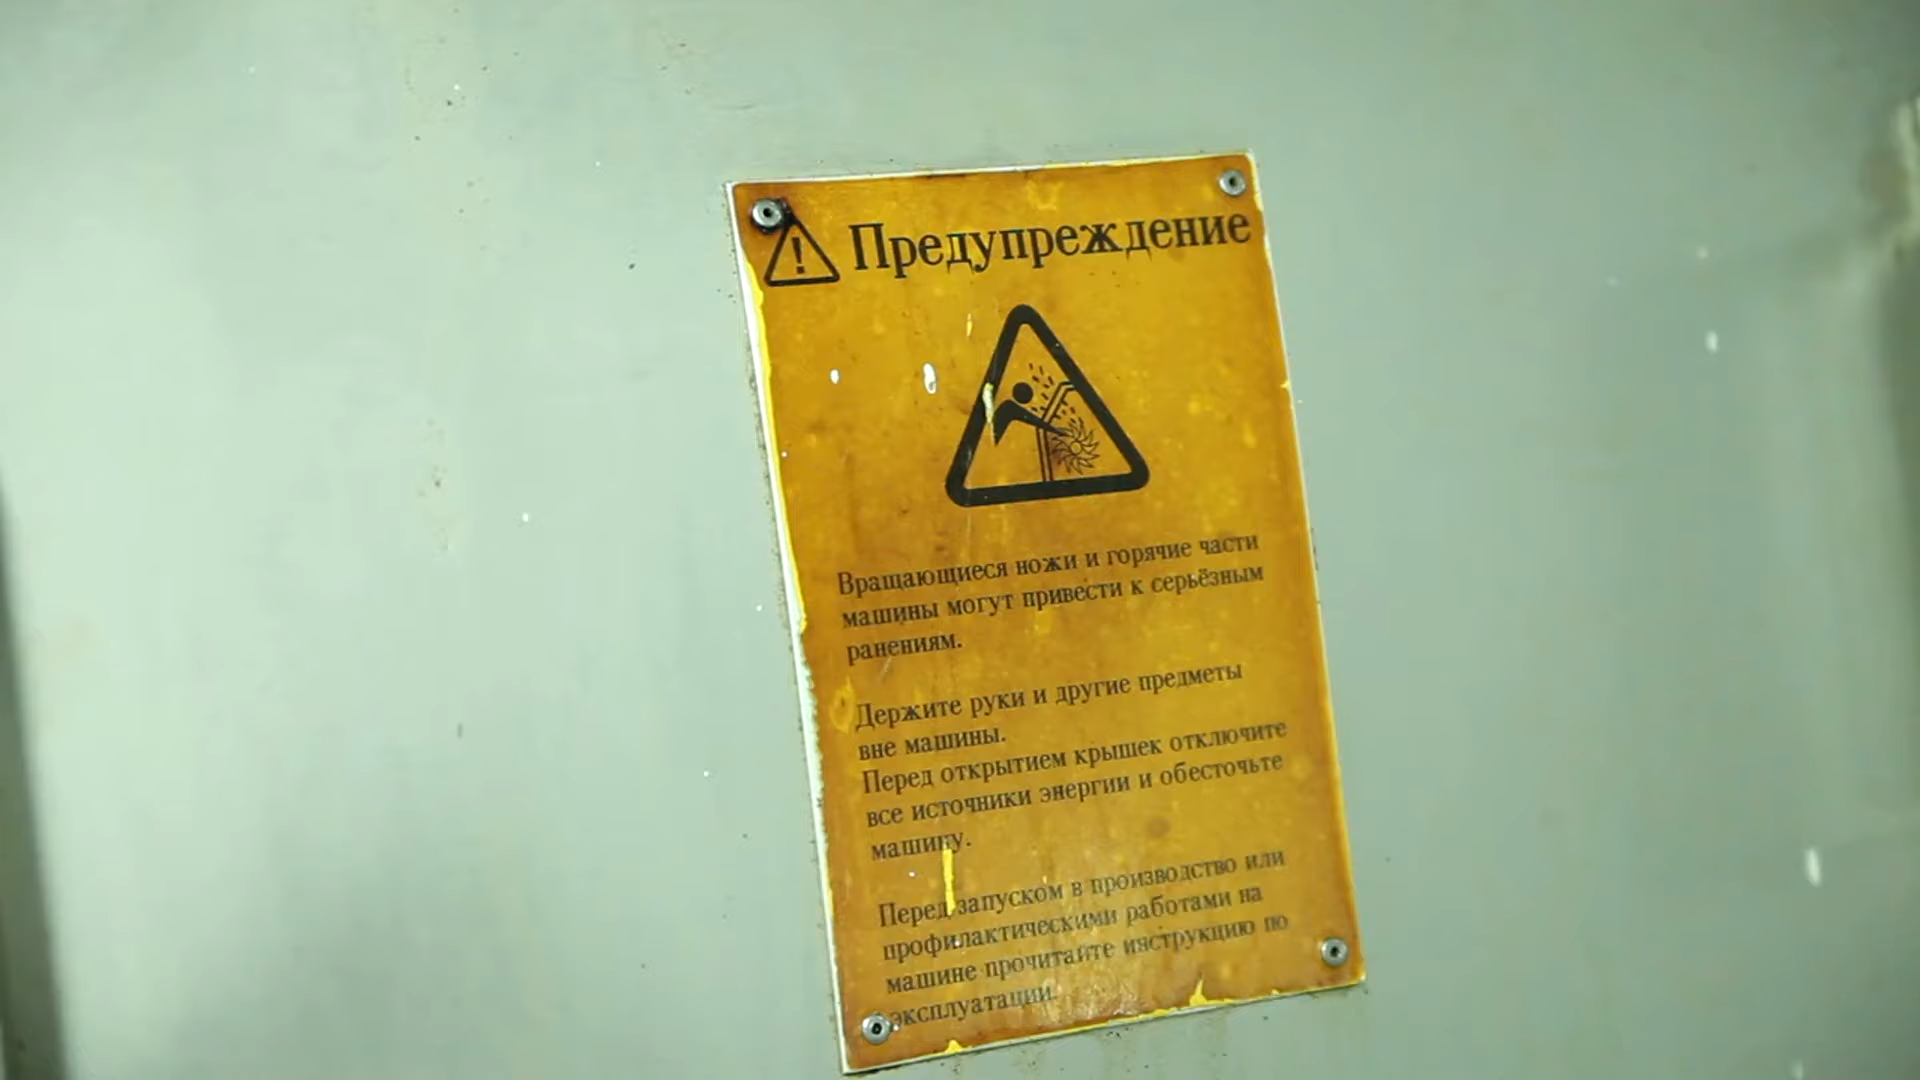 Предупреждение
Вращающиеся ножи и горячие части
машины могут привести к серьёзным
ранениям.
Держите руки и другие предметы
вне машины.
Перед открытием крышек отключите
все источники энергии и обесточьте
машину.
Перед запуском в производство или
профилактическими работами на
машине прочитайте инструкцию по
эксплуатации.